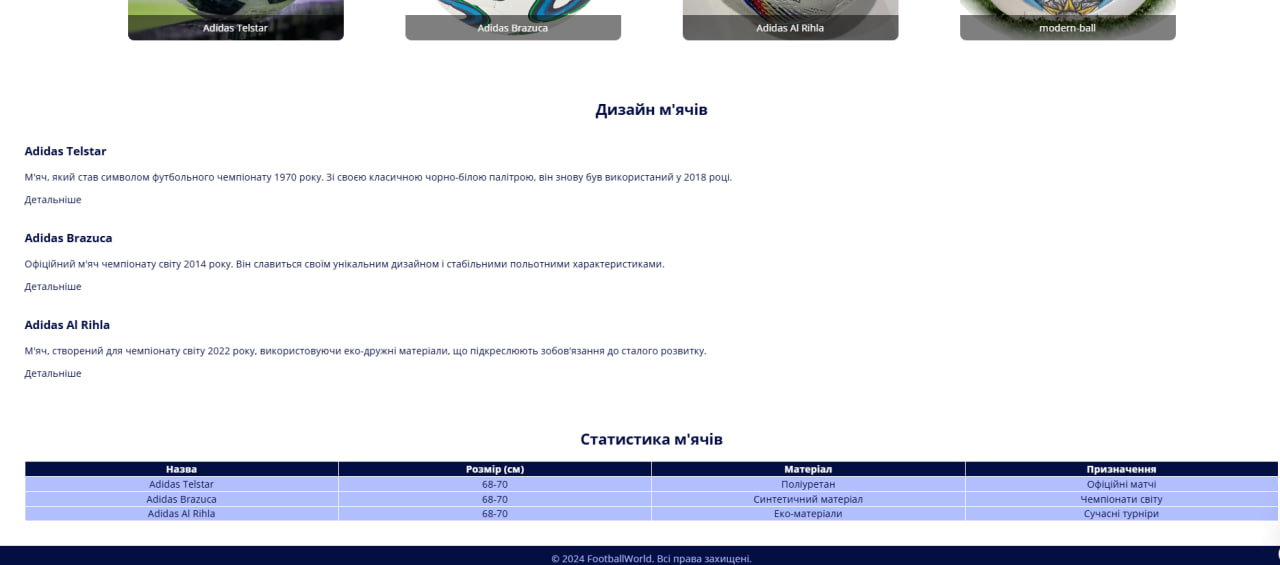 Adidas Telstar
Adidas Brazuca
Adidas Al Rihla
modern-ball
Дизайн м'ячів
Adidas Telstar
М'яч, який став символом футбольного чемпіонату 1970 року. Зі своєю класичною чорно-білою палітрою, він знову був використаний у 2018 році.
Детальніше
Adidas Brazuca
Офіційний м'яч чемпіонату світу 2014 року. Він славиться своїм унікальним дизайном і стабільними польотними характеристиками.
Детальніше
Adidas Al Rihla
М'яч, створений для чемпіонату світу 2022 року, використовуючи еко-дружні матеріали, що підкреслюють зобов'язання до сталого розвитку.
Детальніше
Статистика м'ячів
Назва Розмір (см) Матеріал Призначення
Adidas Telstar 68-70 Поліуретан Офіційні матчі
Adidas Brazuca 68-70 Синтетичний матеріал Чемпіонати світу
Adidas Al Rihla 68-70 Еко-матеріали Сучасні турніри
© 2024 FootballWorld. Всі права захищені.